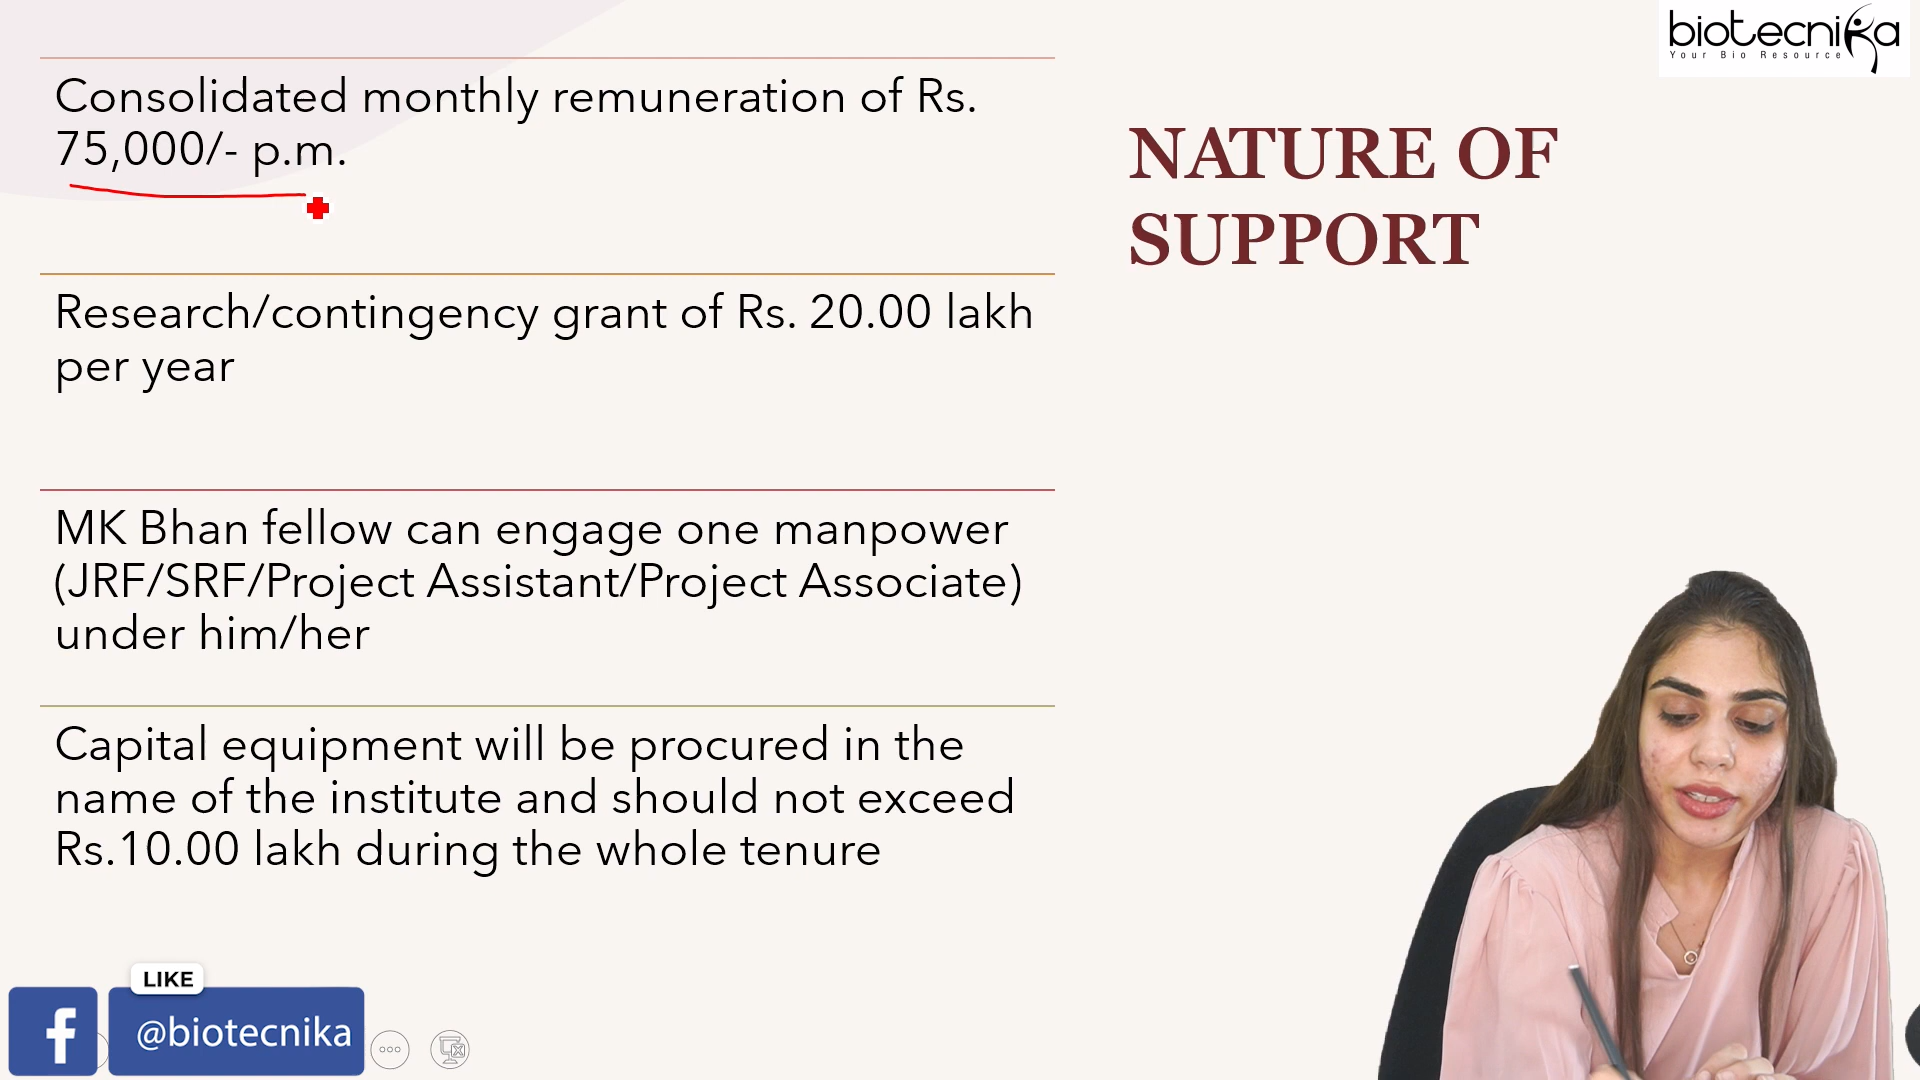 biotecnika
Your Bio Resource
Consolidated monthly remuneration of Rs.
75,000/- p.m.
NATURE OF
SUPPORT
Research/contingency grant of Rs. 20.00 lakh
per year
MK Bhan fellow can engage one manpower
(JRF/SRF/Project Assistant/Project Associate)
under him/her
Capital equipment will be procured in the
name of the institute and should not exceed
Rs.10.00 lakh during the whole tenure
LIKE
f
@biotecnika